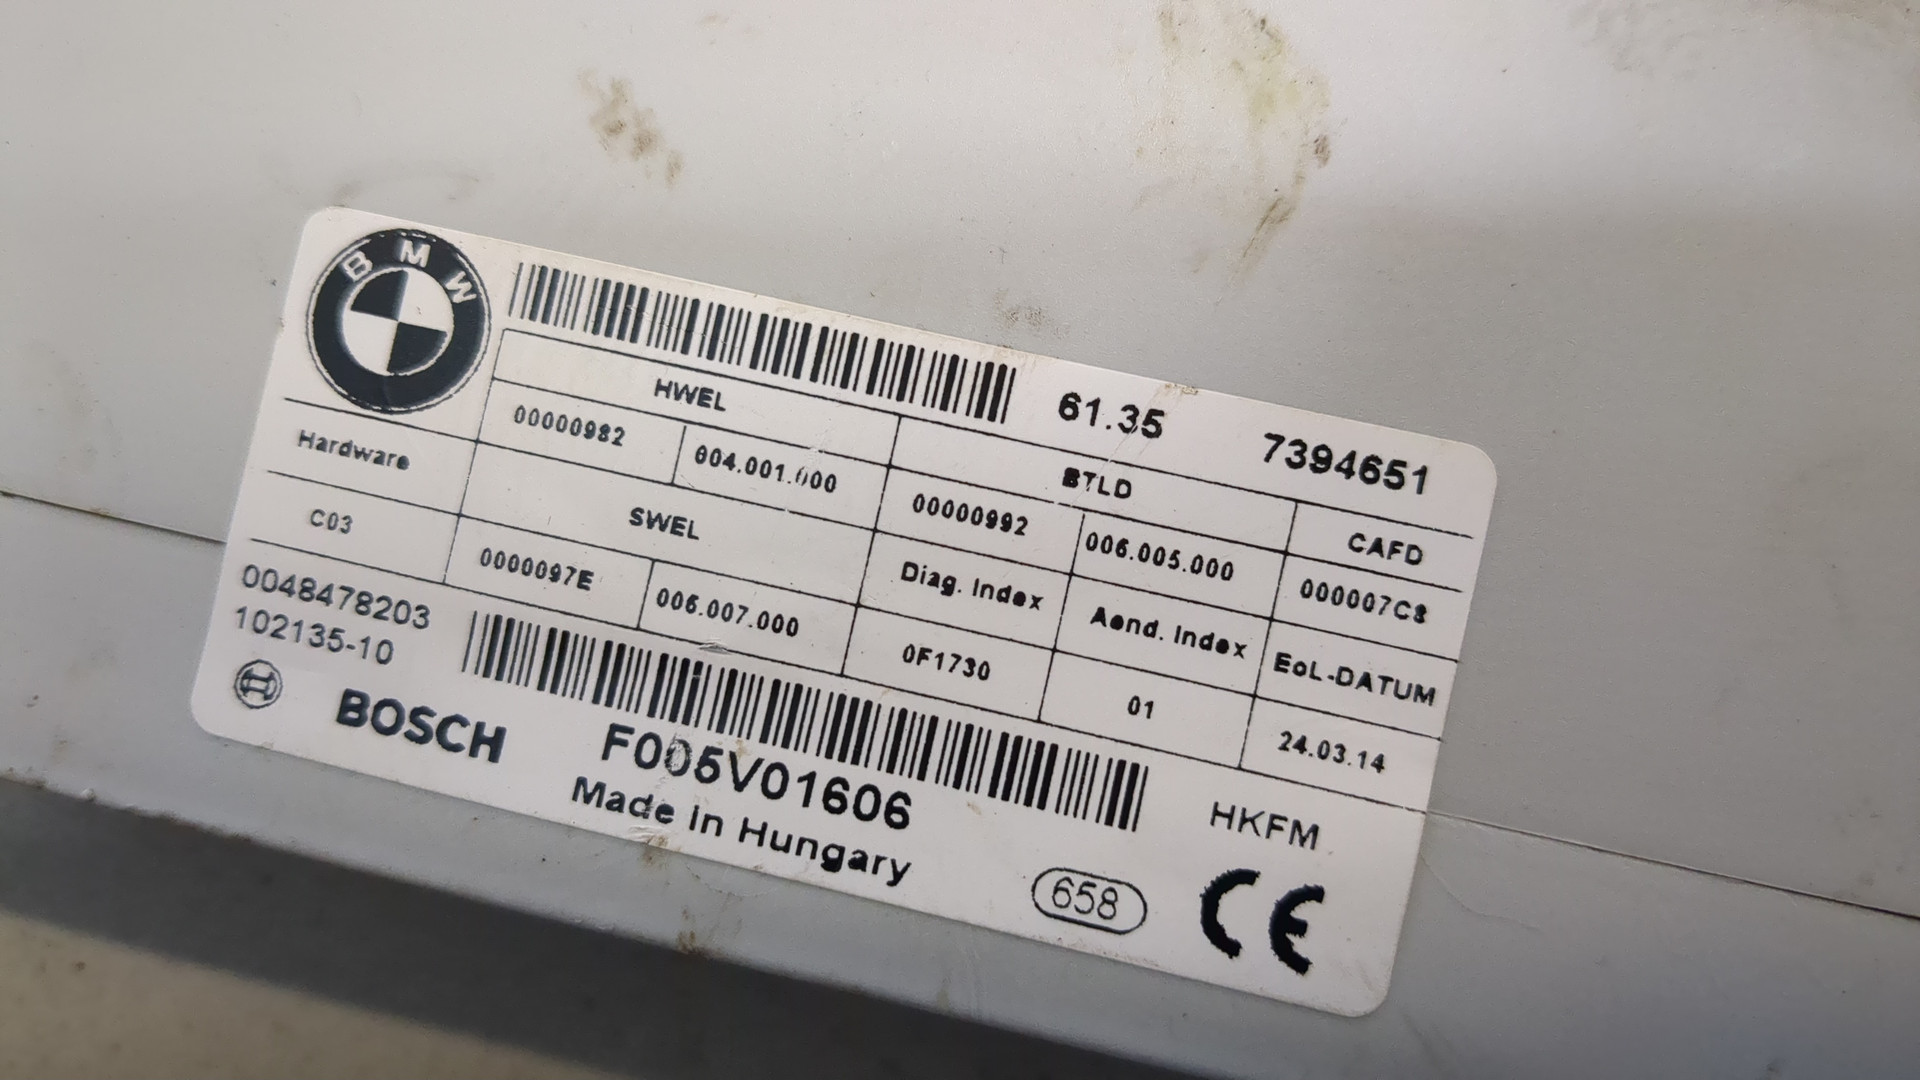 BMW
61.35 7394651
HWEL
BTLD
CAFD
Hardware
00000982 004.001.000
00000992 006.005.000
000007C8
C03
SWEL
Diag. Index
Aend. Index
EoL-DATUM
0000097E 006.007.000
0F1730
01
24.03.14
0048478203
102135-10
BOSCH
F005V01606
HKFM
Made in Hungary
658
CE